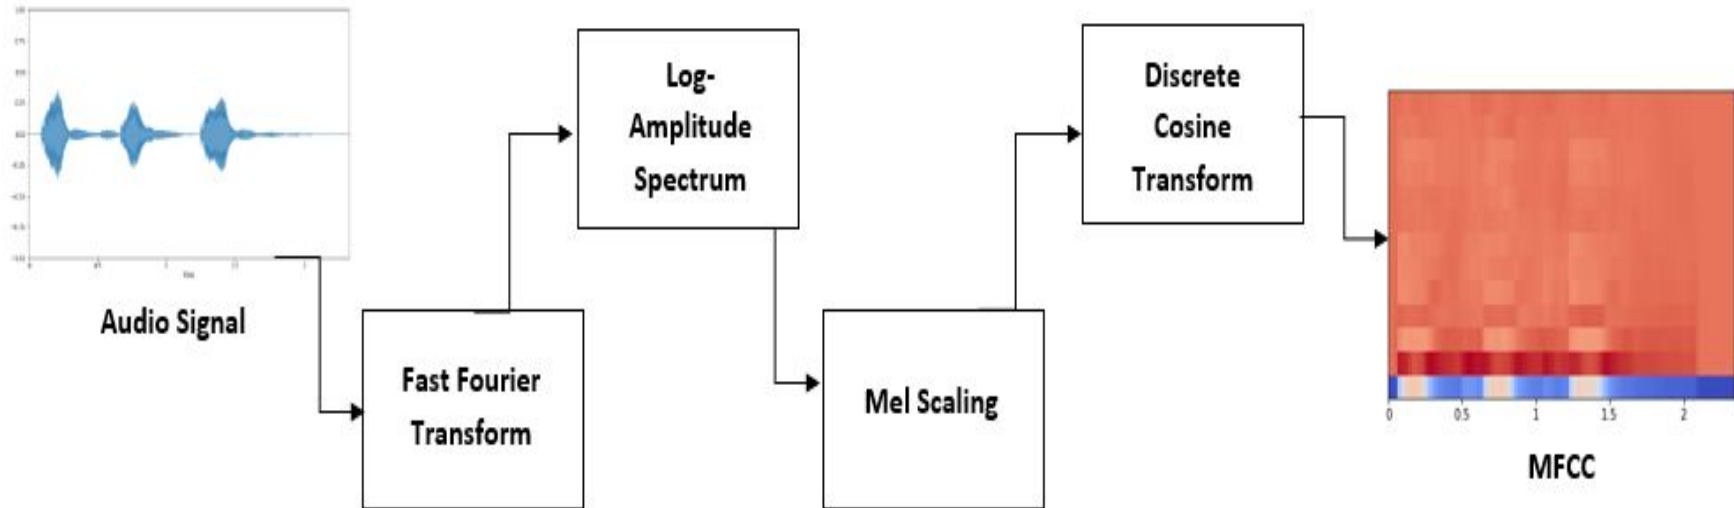 Audio Signal
Fast Fourier
Transform
Log-
Amplitude
Spectrum
Mel Scaling
Discrete
Cosine
Transform
0 0.5 1 1.5 2
MFCC